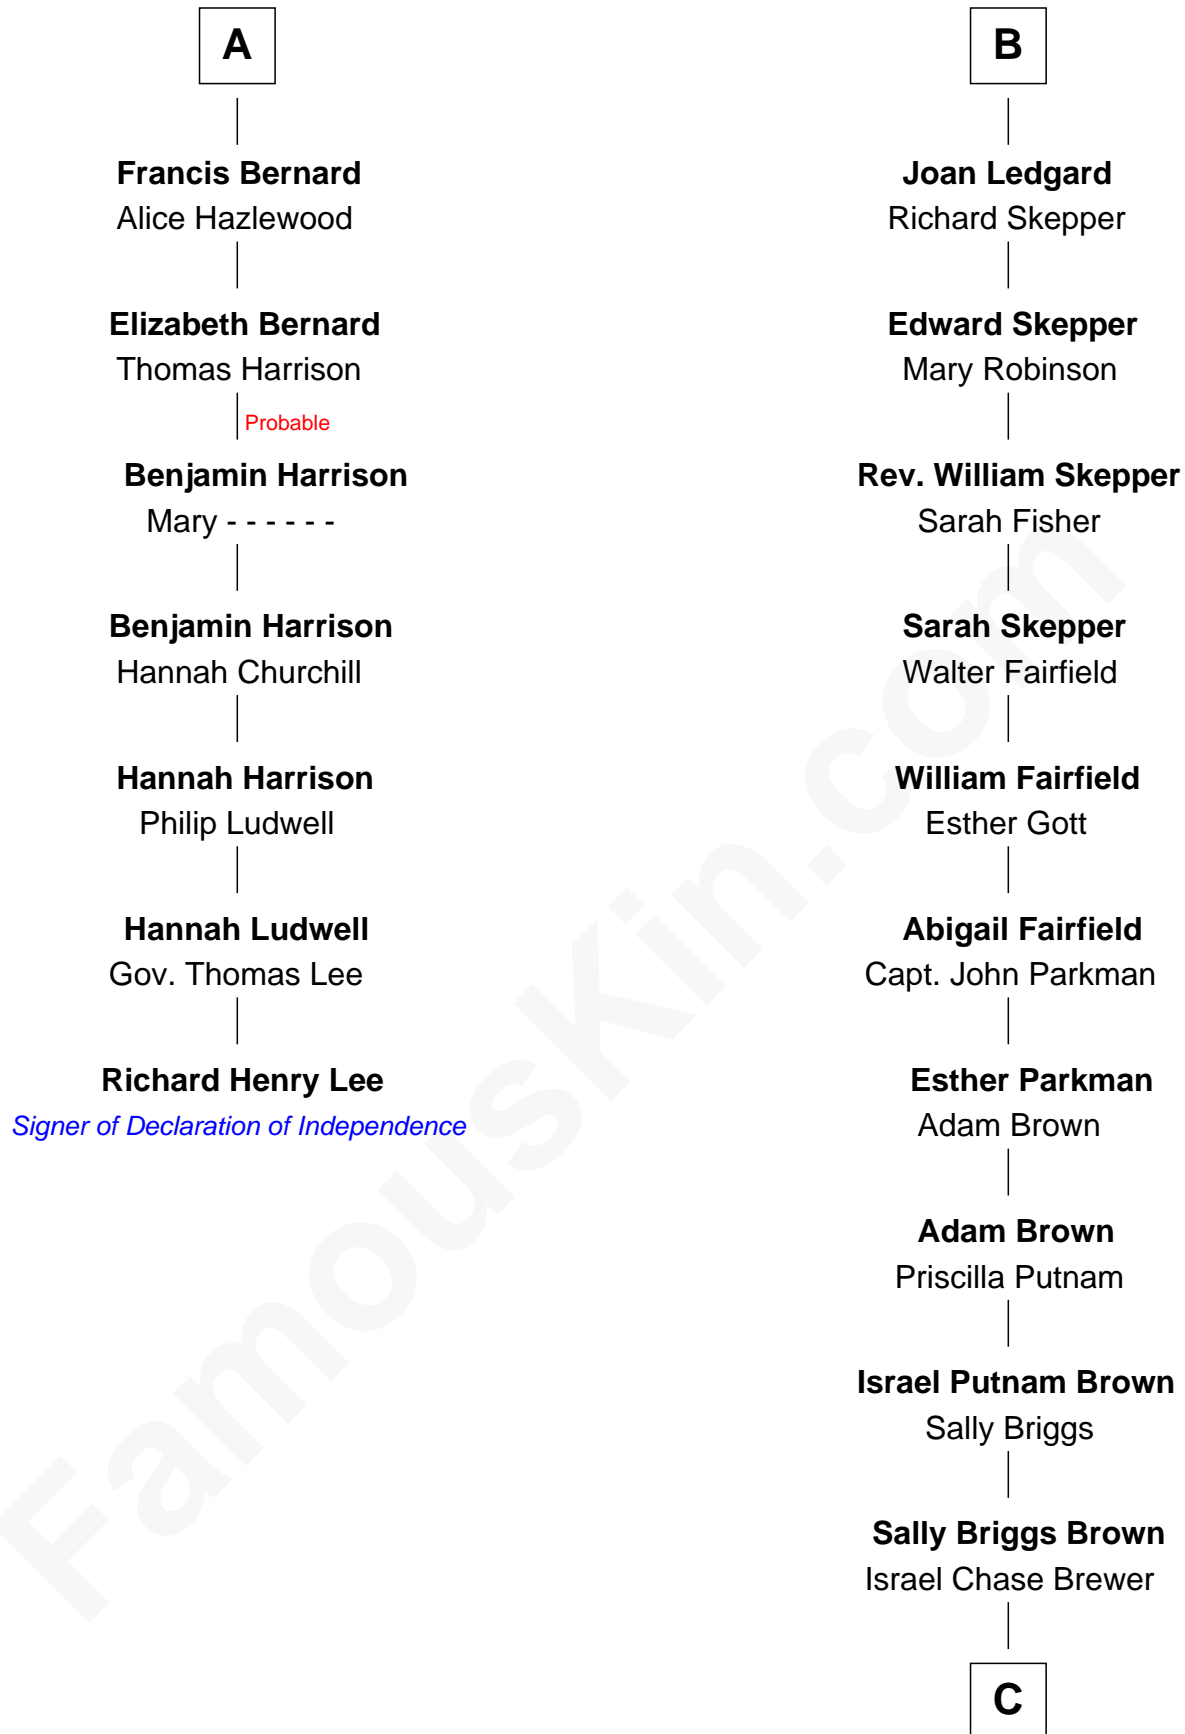 A
Francis Bernard
Alice Hazlewood
Elizabeth Bernard
Thomas Harrison
Probable
Benjamin Harrison
Mary - - - - - -
Benjamin Harrison
Hannah Churchill
Hannah Harrison
Philip Ludwell
Hannah Ludwell
Gov. Thomas Lee
Richard Henry Lee
Signer of Declaration of Independence
B
Joan Ledgard
Richard Skepper
Edward Skepper
Mary Robinson
Rev. William Skepper
Sarah Fisher
Sarah Skepper
Walter Fairfield
William Fairfield
Esther Gott
Abigail Fairfield
Capt. John Parkman
Esther Parkman
Adam Brown
Adam Brown
Priscilla Putnam
Israel Putnam Brown
Sally Briggs
Sally Briggs Brown
Israel Chase Brewer
C
FamousKin.com